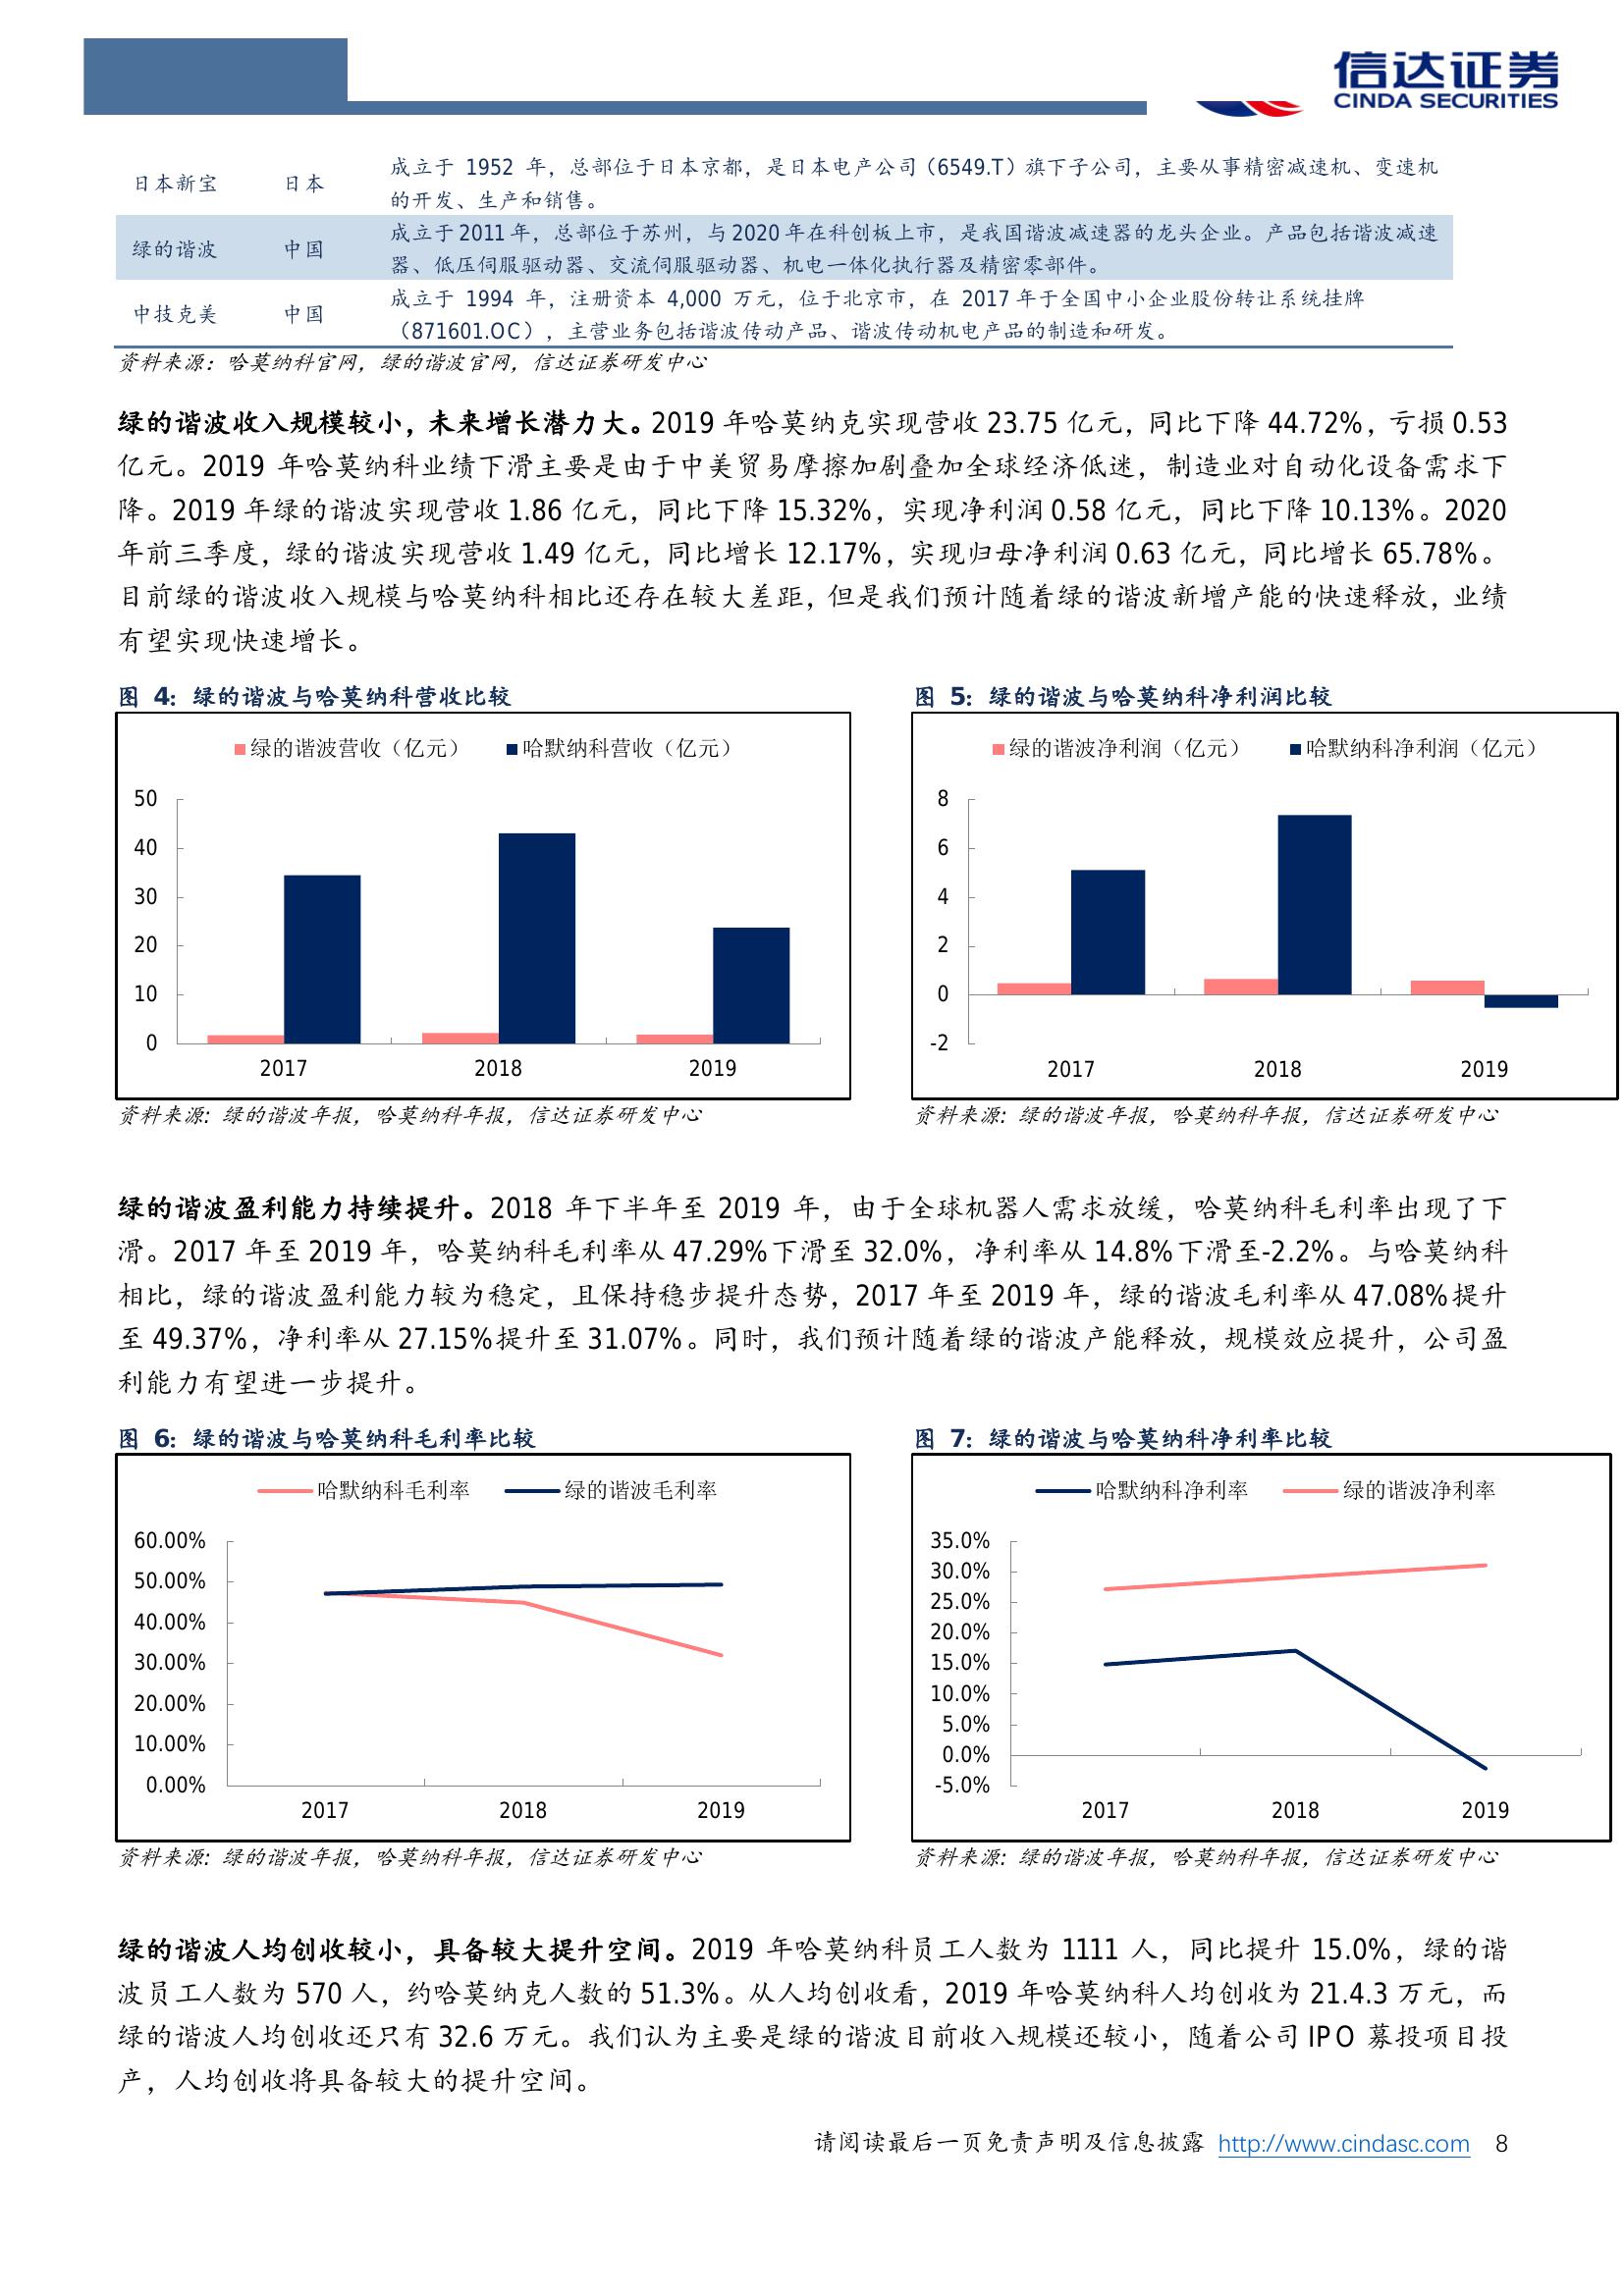 信达证券
CINDA SECURITIES
日本新宝 日本 成立于 1952 年，总部位于日本京都，是日本电产公司（6549.T）旗下子公司，主要从事精密减速机、变速机
的开发、生产和销售。
绿的谐波 中国 成立于 2011 年，总部位于苏州，与 2020 年在科创板上市，是我国谐波减速器的龙头企业。产品包括谐波减速
器、低压伺服驱动器、交流伺服驱动器、机电一体化执行器及精密零部件。
中技克美 中国 成立于 1994 年，注册资本 4,000 万元，位于北京市，在 2017 年于全国中小企业股份转让系统挂牌
（871601.OC），主营业务包括谐波传动产品、谐波传动机电产品的制造和研发。
资料来源：哈莫纳科官网，绿的谐波官网，信达证券研发中心
绿的谐波收入规模较小，未来增长潜力大。2019 年哈莫纳克实现营收 23.75 亿元，同比下降 44.72%，亏损 0.53
亿元。2019 年哈莫纳科业绩下滑主要是由于中美贸易摩擦加剧叠加全球经济低迷，制造业对自动化设备需求下
降。2019 年绿的谐波实现营收 1.86 亿元，同比下降 15.32%，实现净利润 0.58 亿元，同比下降 10.13%。2020
年前三季度，绿的谐波实现营收 1.49 亿元，同比增长 12.17%，实现归母净利润 0.63 亿元，同比增长 65.78%。
目前绿的谐波收入规模与哈莫纳科相比还存在较大差距，但是我们预计随着绿的谐波新增产能的快速释放，业绩
有望实现快速增长。
图 4：绿的谐波与哈莫纳科营收比较
绿的谐波营收（亿元） 哈默纳科营收（亿元）
50
40
30
20
10
0
2017 2018 2019
资料来源：绿的谐波年报，哈莫纳科年报，信达证券研发中心
图 5：绿的谐波与哈莫纳科净利润比较
绿的谐波净利润（亿元） 哈默纳科净利润（亿元）
8
6
4
2
0
-2
2017 2018 2019
资料来源：绿的谐波年报，哈莫纳科年报，信达证券研发中心
绿的谐波盈利能力持续提升。2018 年下半年至 2019 年，由于全球机器人需求放缓，哈莫纳科毛利率出现了下
滑。2017 年至 2019 年，哈莫纳科毛利率从 47.29%下滑至 32.0%，净利率从 14.8%下滑至-2.2%。与哈莫纳科
相比，绿的谐波盈利能力较为稳定，且保持稳步提升态势，2017 年至 2019 年，绿的谐波毛利率从 47.08%提升
至 49.37%，净利率从 27.15%提升至 31.07%。同时，我们预计随着绿的谐波产能释放，规模效应提升，公司盈
利能力有望进一步提升。
图 6：绿的谐波与哈莫纳科毛利率比较
哈默纳科毛利率 绿的谐波毛利率
60.00%
50.00%
40.00%
30.00%
20.00%
10.00%
0.00%
2017 2018 2019
资料来源：绿的谐波年报，哈莫纳科年报，信达证券研发中心
图 7：绿的谐波与哈莫纳科净利率比较
哈默纳科净利率 绿的谐波净利率
35.0%
30.0%
25.0%
20.0%
15.0%
10.0%
5.0%
0.0%
-5.0%
2017 2018 2019
资料来源：绿的谐波年报，哈莫纳科年报，信达证券研发中心
绿的谐波人均创收较小，具备较大提升空间。2019 年哈莫纳科员工人数为 1111 人，同比提升 15.0%，绿的谐
波员工人数为 570 人，约哈莫纳克人数的 51.3%。从人均创收看，2019 年哈莫纳科人均创收为 21.4.3 万元，而
绿的谐波人均创收还只有 32.6 万元。我们认为主要是绿的谐波目前收入规模还较小，随着公司 IPO 募投项目投
产，人均创收将具备较大的提升空间。
请阅读最后一页免责声明及信息披露 http://www.cindasc.com 8